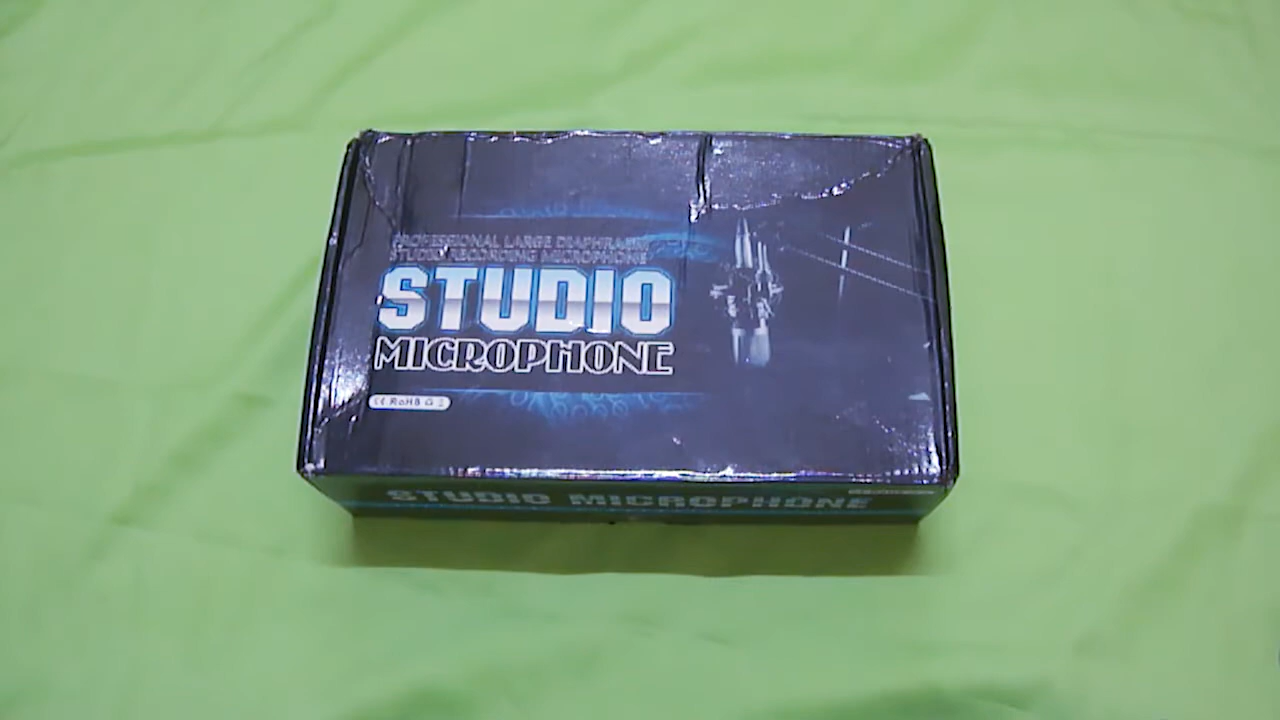 PROFESSIONAL LARGE DIAPHRAGM
STUDIO RECORDING MICROPHONE
STUDIO
MICROPHONE
CE RoHS
STUDIO MICROPHONE